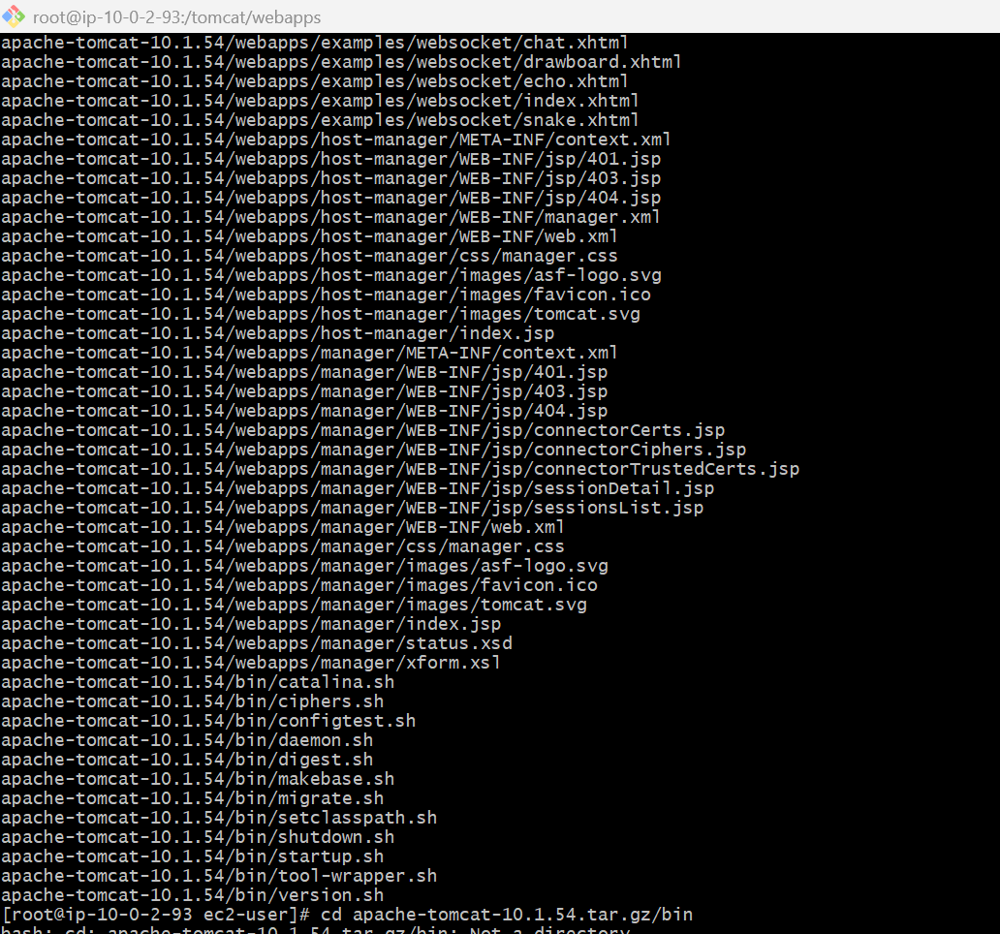 root@ip-10-0-2-93:/tomcat/webapps
apache-tomcat-10.1.54/webapps/examples/websocket/chat.xhtml
apache-tomcat-10.1.54/webapps/examples/websocket/drawboard.xhtml
apache-tomcat-10.1.54/webapps/examples/websocket/echo.xhtml
apache-tomcat-10.1.54/webapps/examples/websocket/index.xhtml
apache-tomcat-10.1.54/webapps/examples/websocket/snake.xhtml
apache-tomcat-10.1.54/webapps/host-manager/META-INF/context.xml
apache-tomcat-10.1.54/webapps/host-manager/WEB-INF/jsp/401.jsp
apache-tomcat-10.1.54/webapps/host-manager/WEB-INF/jsp/403.jsp
apache-tomcat-10.1.54/webapps/host-manager/WEB-INF/jsp/404.jsp
apache-tomcat-10.1.54/webapps/host-manager/WEB-INF/manager.xml
apache-tomcat-10.1.54/webapps/host-manager/WEB-INF/web.xml
apache-tomcat-10.1.54/webapps/host-manager/css/manager.css
apache-tomcat-10.1.54/webapps/host-manager/images/asf-logo.svg
apache-tomcat-10.1.54/webapps/host-manager/images/favicon.ico
apache-tomcat-10.1.54/webapps/host-manager/images/tomcat.svg
apache-tomcat-10.1.54/webapps/host-manager/index.jsp
apache-tomcat-10.1.54/webapps/manager/META-INF/context.xml
apache-tomcat-10.1.54/webapps/manager/WEB-INF/jsp/401.jsp
apache-tomcat-10.1.54/webapps/manager/WEB-INF/jsp/403.jsp
apache-tomcat-10.1.54/webapps/manager/WEB-INF/jsp/404.jsp
apache-tomcat-10.1.54/webapps/manager/WEB-INF/jsp/connectorCerts.jsp
apache-tomcat-10.1.54/webapps/manager/WEB-INF/jsp/connectorCiphers.jsp
apache-tomcat-10.1.54/webapps/manager/WEB-INF/jsp/connectorTrustedCerts.jsp
apache-tomcat-10.1.54/webapps/manager/WEB-INF/jsp/sessionDetail.jsp
apache-tomcat-10.1.54/webapps/manager/WEB-INF/jsp/sessionsList.jsp
apache-tomcat-10.1.54/webapps/manager/WEB-INF/web.xml
apache-tomcat-10.1.54/webapps/manager/css/manager.css
apache-tomcat-10.1.54/webapps/manager/images/asf-logo.svg
apache-tomcat-10.1.54/webapps/manager/images/favicon.ico
apache-tomcat-10.1.54/webapps/manager/images/tomcat.svg
apache-tomcat-10.1.54/webapps/manager/index.jsp
apache-tomcat-10.1.54/webapps/manager/status.xsd
apache-tomcat-10.1.54/webapps/manager/xform.xsl
apache-tomcat-10.1.54/bin/catalina.sh
apache-tomcat-10.1.54/bin/ciphers.sh
apache-tomcat-10.1.54/bin/configtest.sh
apache-tomcat-10.1.54/bin/daemon.sh
apache-tomcat-10.1.54/bin/digest.sh
apache-tomcat-10.1.54/bin/makebase.sh
apache-tomcat-10.1.54/bin/migrate.sh
apache-tomcat-10.1.54/bin/setclasspath.sh
apache-tomcat-10.1.54/bin/shutdown.sh
apache-tomcat-10.1.54/bin/startup.sh
apache-tomcat-10.1.54/bin/tool-wrapper.sh
apache-tomcat-10.1.54/bin/version.sh
[root@ip-10-0-2-93 ec2-user]# cd apache-tomcat-10.1.54.tar.gz/bin
bash: cd: apache-tomcat-10.1.54.tar.gz/bin: Not a directory